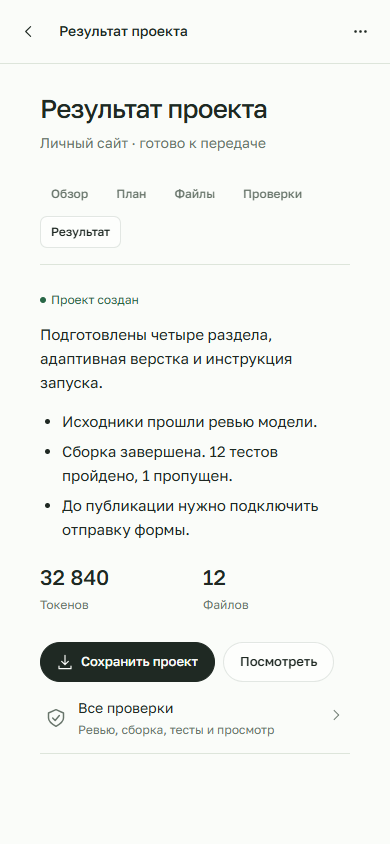 Результат проекта
Результат проекта
Личный сайт · готово к передаче
Обзор План Файлы Проверки
Результат
Проект создан
Подготовлены четыре раздела,
адаптивная верстка и инструкция
запуска.
• Исходники прошли ревью модели.
• Сборка завершена. 12 тестов
пройдено, 1 пропущен.
• До публикации нужно подключить
отправку формы.
32 840 12
Токенов Файлов
Сохранить проект Посмотреть
Все проверки
Ревью, сборка, тесты и просмотр